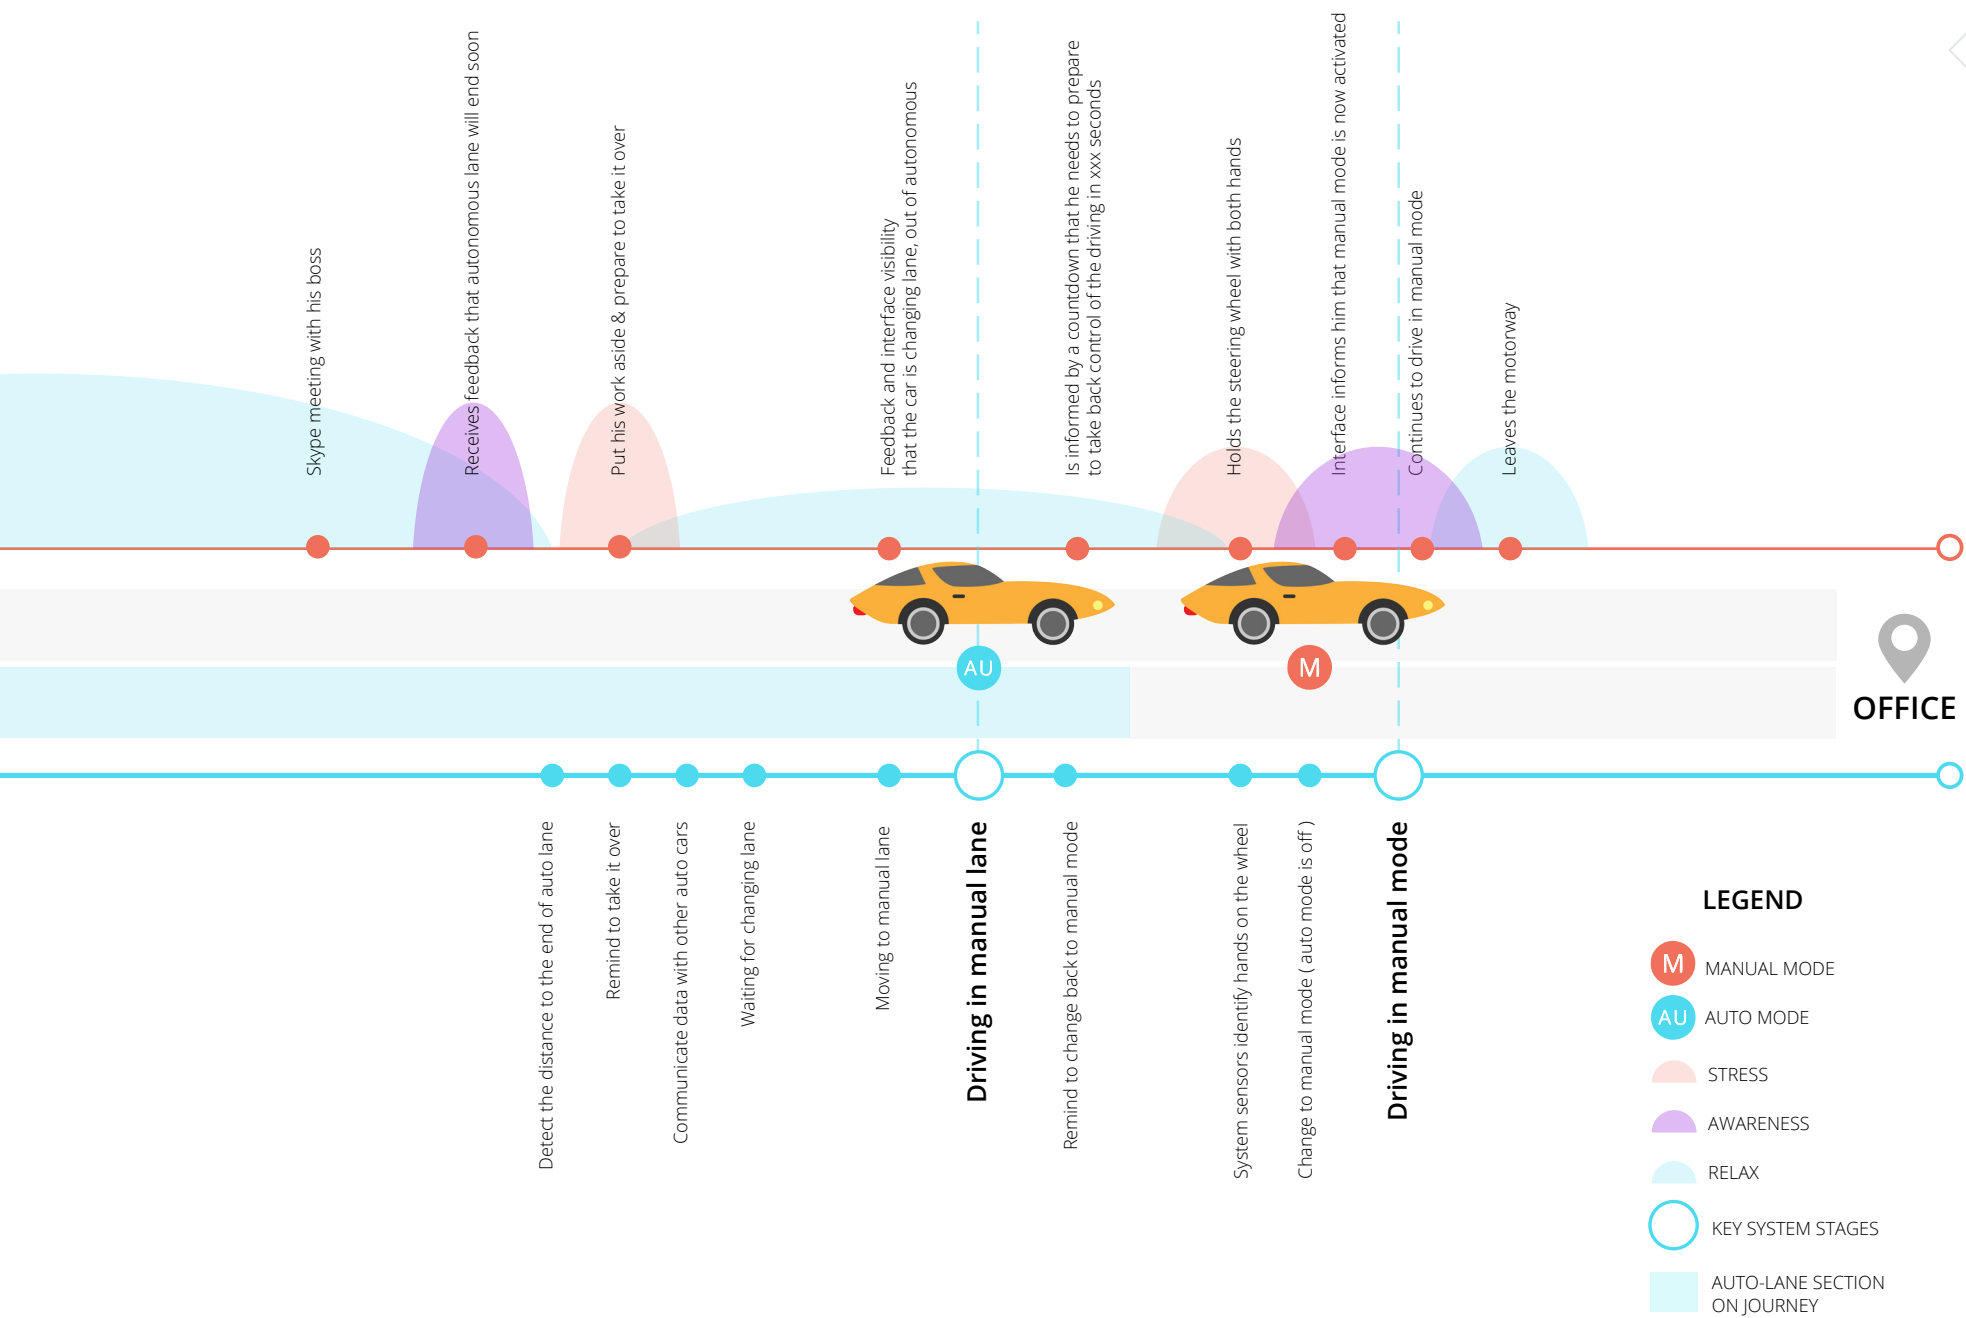 Skype meeting with his boss
Receives feedback that autonomous lane will end soon
Put his work aside & prepare to take it over
Feedback and interface visibility
that the car is changing lane, out of autonomous
Is informed by a countdown that he needs to prepare
to take back control of the driving in xxx seconds
Holds the steering wheel with both hands
Interface informs him that manual mode is now activated
Continues to drive in manual mode
Leaves the motorway
AU
M
OFFICE
Detect the distance to the end of auto lane
Remind to take it over
Communicate data with other auto cars
Waiting for changing lane
Moving to manual lane
Driving in manual lane
Remind to change back to manual mode
System sensors identify hands on the wheel
Change to manual mode ( auto mode is off )
Driving in manual mode
LEGEND
M MANUAL MODE
AU AUTO MODE
STRESS
AWARENESS
RELAX
KEY SYSTEM STAGES
AUTO-LANE SECTION
ON JOURNEY